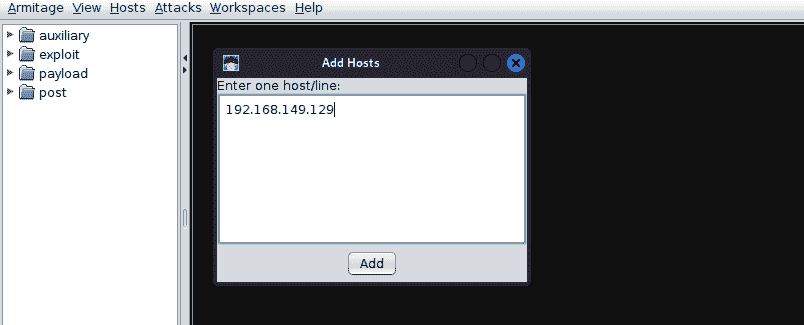 Armitage View Hosts Attacks Workspaces Help
auxiliary
exploit
payload
post
Add Hosts
Enter one host/line:
192.168.149.129
Add